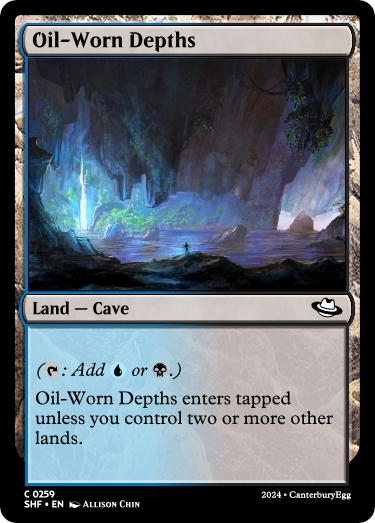 Oil-Worn Depths
Land — Cave
(: Add or .)
Oil-Worn Depths enters tapped
unless you control two or more other
lands.
C 0259
SHF • EN Allison Chin
2024 • CanterburyEgg